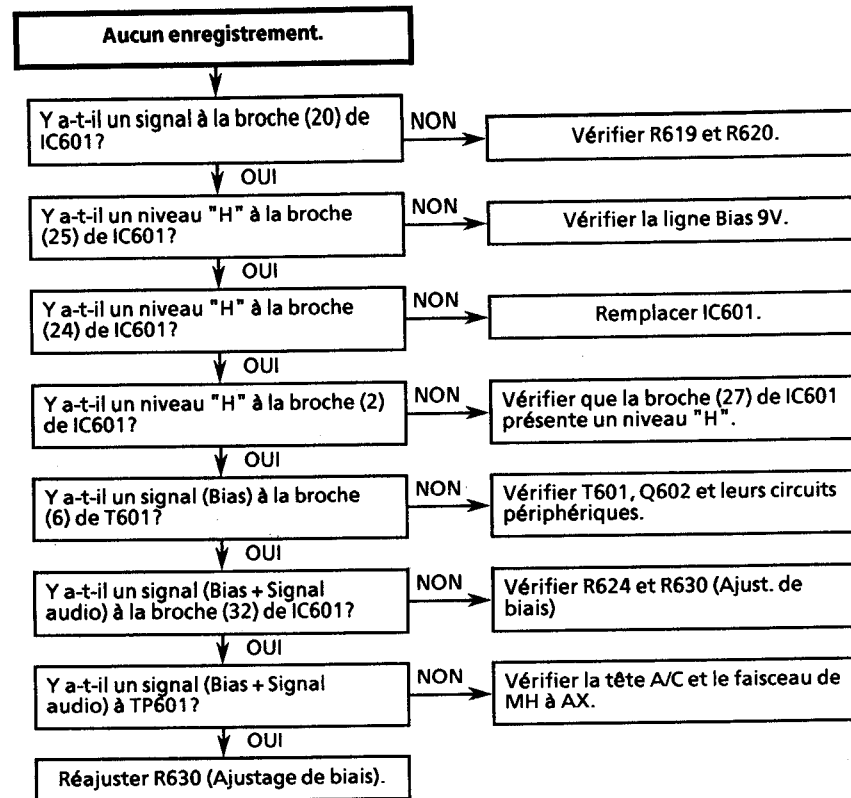 Aucun enregistrement.
Y a-t-il un signal à la broche (20) de
IC601?
NON
Vérifier R619 et R620.
OUI
Y a-t-il un niveau "H" à la broche
(25) de IC601?
NON
Vérifier la ligne Bias 9V.
OUI
Y a-t-il un niveau "H" à la broche
(24) de IC601?
NON
Remplacer IC601.
OUI
Y a-t-il un niveau "H" à la broche (2)
de IC601?
NON
Vérifier que la broche (27) de IC601
présente un niveau "H".
OUI
Y a-t-il un signal (Bias) à la broche
(6) de T601?
NON
Vérifier T601, Q602 et leurs circuits
périphériques.
OUI
Y a-t-il un signal (Bias + Signal
audio) à la broche (32) de IC601?
NON
Vérifier R624 et R630 (Ajust. de
biais)
OUI
Y a-t-il un signal (Bias + Signal
audio) à TP601?
NON
Vérifier la tête A/C et le faisceau de
MH à AX.
OUI
Réajuster R630 (Ajustage de biais).